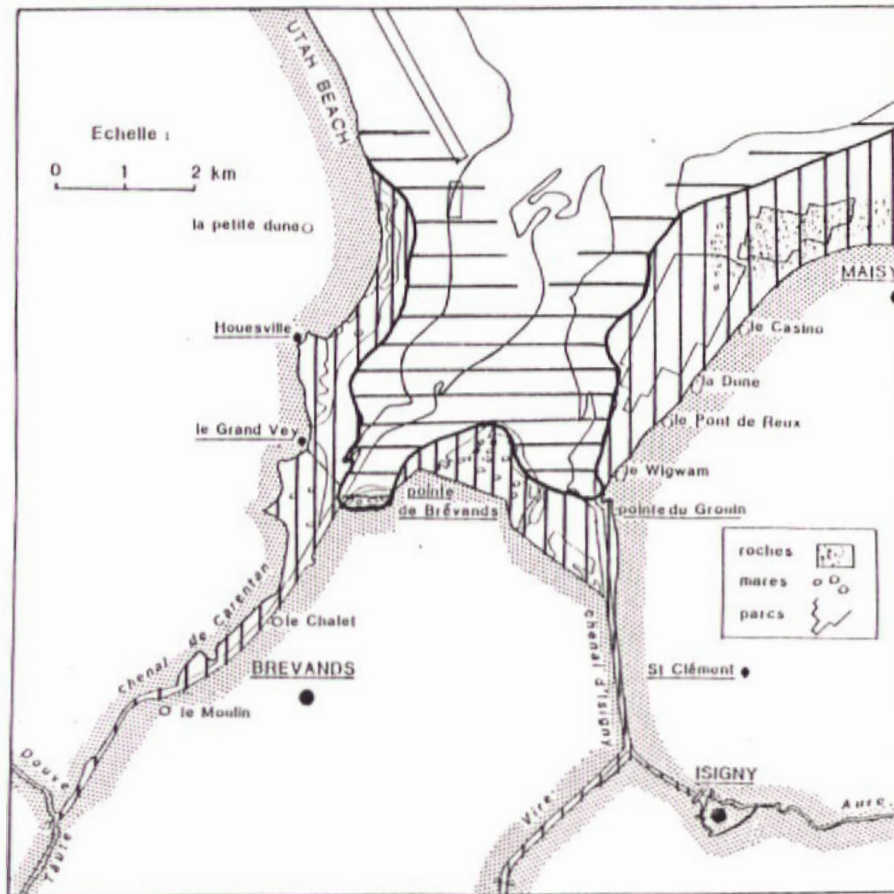 UTAH BEACH
Echelle :
0 1 2 km
la petite dune
MAISY
Houesville
le Casino
la Dune
le Grand Vey
le Pont de Reux
le Wigwam
pointe
de Brévands
pointe du Grouin
roches
mares
parcs
chenal de Carentan
le Chalet
chenal d'Isigny
BREVANDS
St Clément
le Moulin
Douve
Taute
Vire
ISIGNY
Aure.